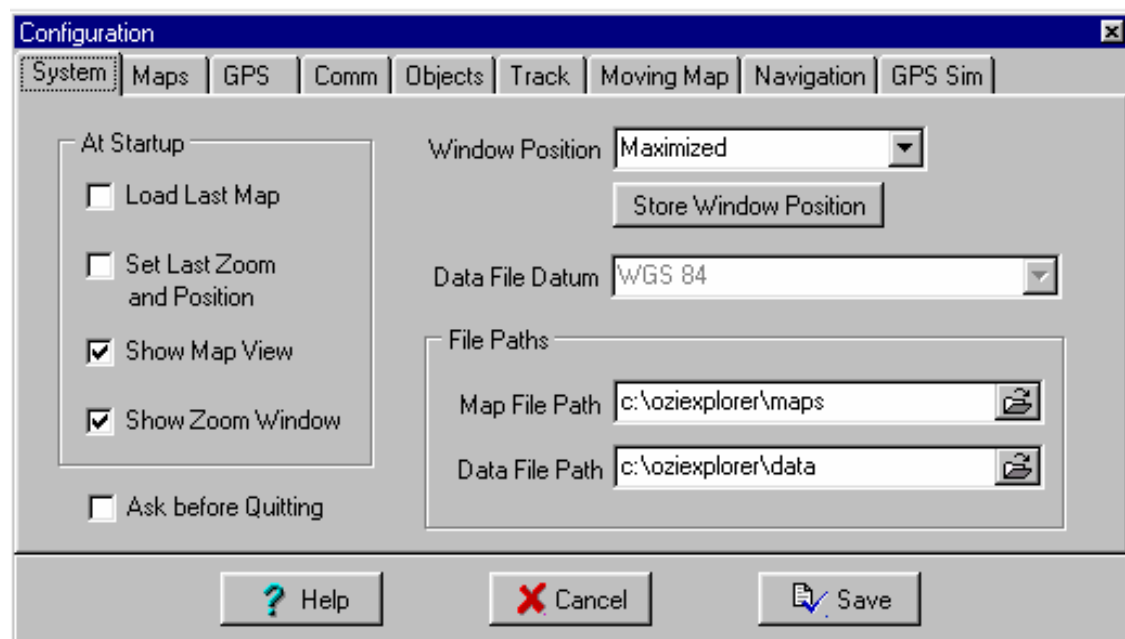 Configuration
System Maps GPS Comm Objects Track Moving Map Navigation GPS Sim
At Startup
Load Last Map
Set Last Zoom
and Position
Show Map View
Show Zoom Window
Ask before Quitting
Window Position Maximized
Store Window Position
Data File Datum WGS 84
File Paths
Map File Path c:\oziexplorer\maps
Data File Path c:\oziexplorer\data
? Help
Cancel
Save